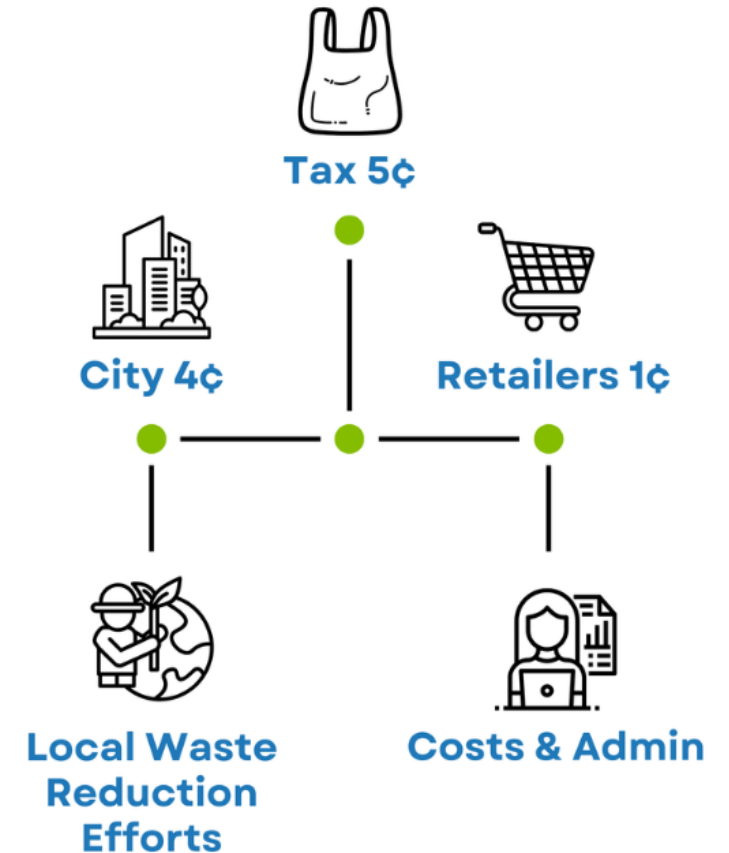 Tax 5¢
City 4¢
Retailers 1¢
Local Waste
Reduction
Efforts
Costs & Admin